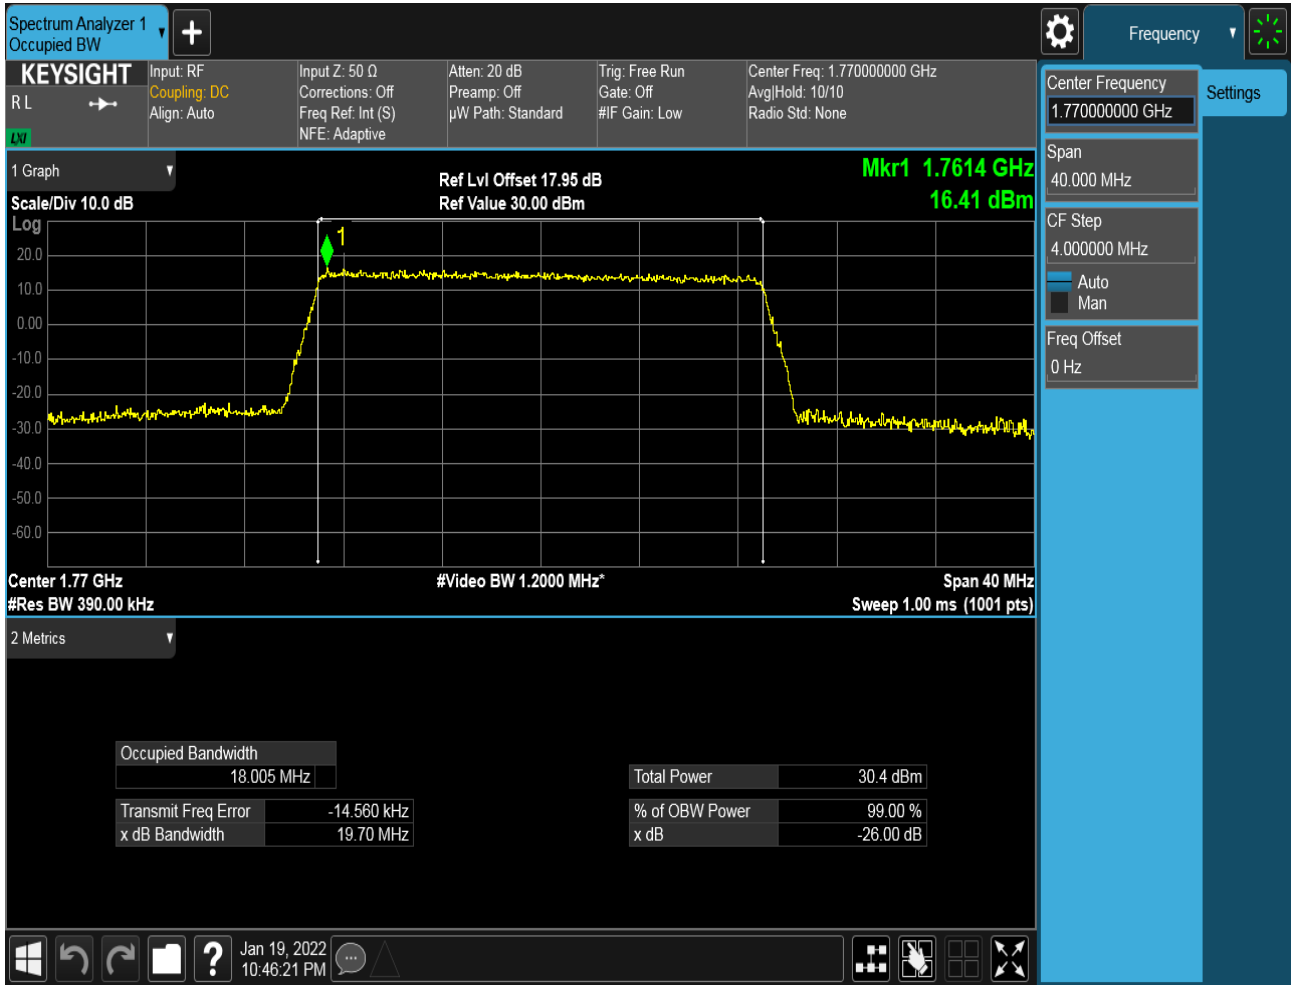 Spectrum Analyzer 1
Occupied BW
Frequency
KEYSIGHT
R L
LXI
Input: RF
Coupling: DC
Align: Auto
Input Z: 50 Ω
Corrections: Off
Freq Ref: Int (S)
NFE: Adaptive
Atten: 20 dB
Preamp: Off
µW Path: Standard
Trig: Free Run
Gate: Off
#IF Gain: Low
Center Freq: 1.770000000 GHz
Avg|Hold: 10/10
Radio Std: None
Center Frequency
1.770000000 GHz
Settings
Span
40.000 MHz
CF Step
4.000000 MHz
Auto
Man
Freq Offset
0 Hz
1 Graph
Scale/Div 10.0 dB
Log
Ref Lvl Offset 17.95 dB
Ref Value 30.00 dBm
Mkr1 1.7614 GHz
16.41 dBm
1
20.0
10.0
0.00
-10.0
-20.0
-30.0
-40.0
-50.0
-60.0
Center 1.77 GHz
#Res BW 390.00 kHz
#Video BW 1.2000 MHz*
Span 40 MHz
Sweep 1.00 ms (1001 pts)
2 Metrics
Occupied Bandwidth
18.005 MHz
Transmit Freq Error -14.560 kHz
x dB Bandwidth 19.70 MHz
Total Power 30.4 dBm
% of OBW Power 99.00 %
x dB -26.00 dB
?
Jan 19, 2022
10:46:21 PM